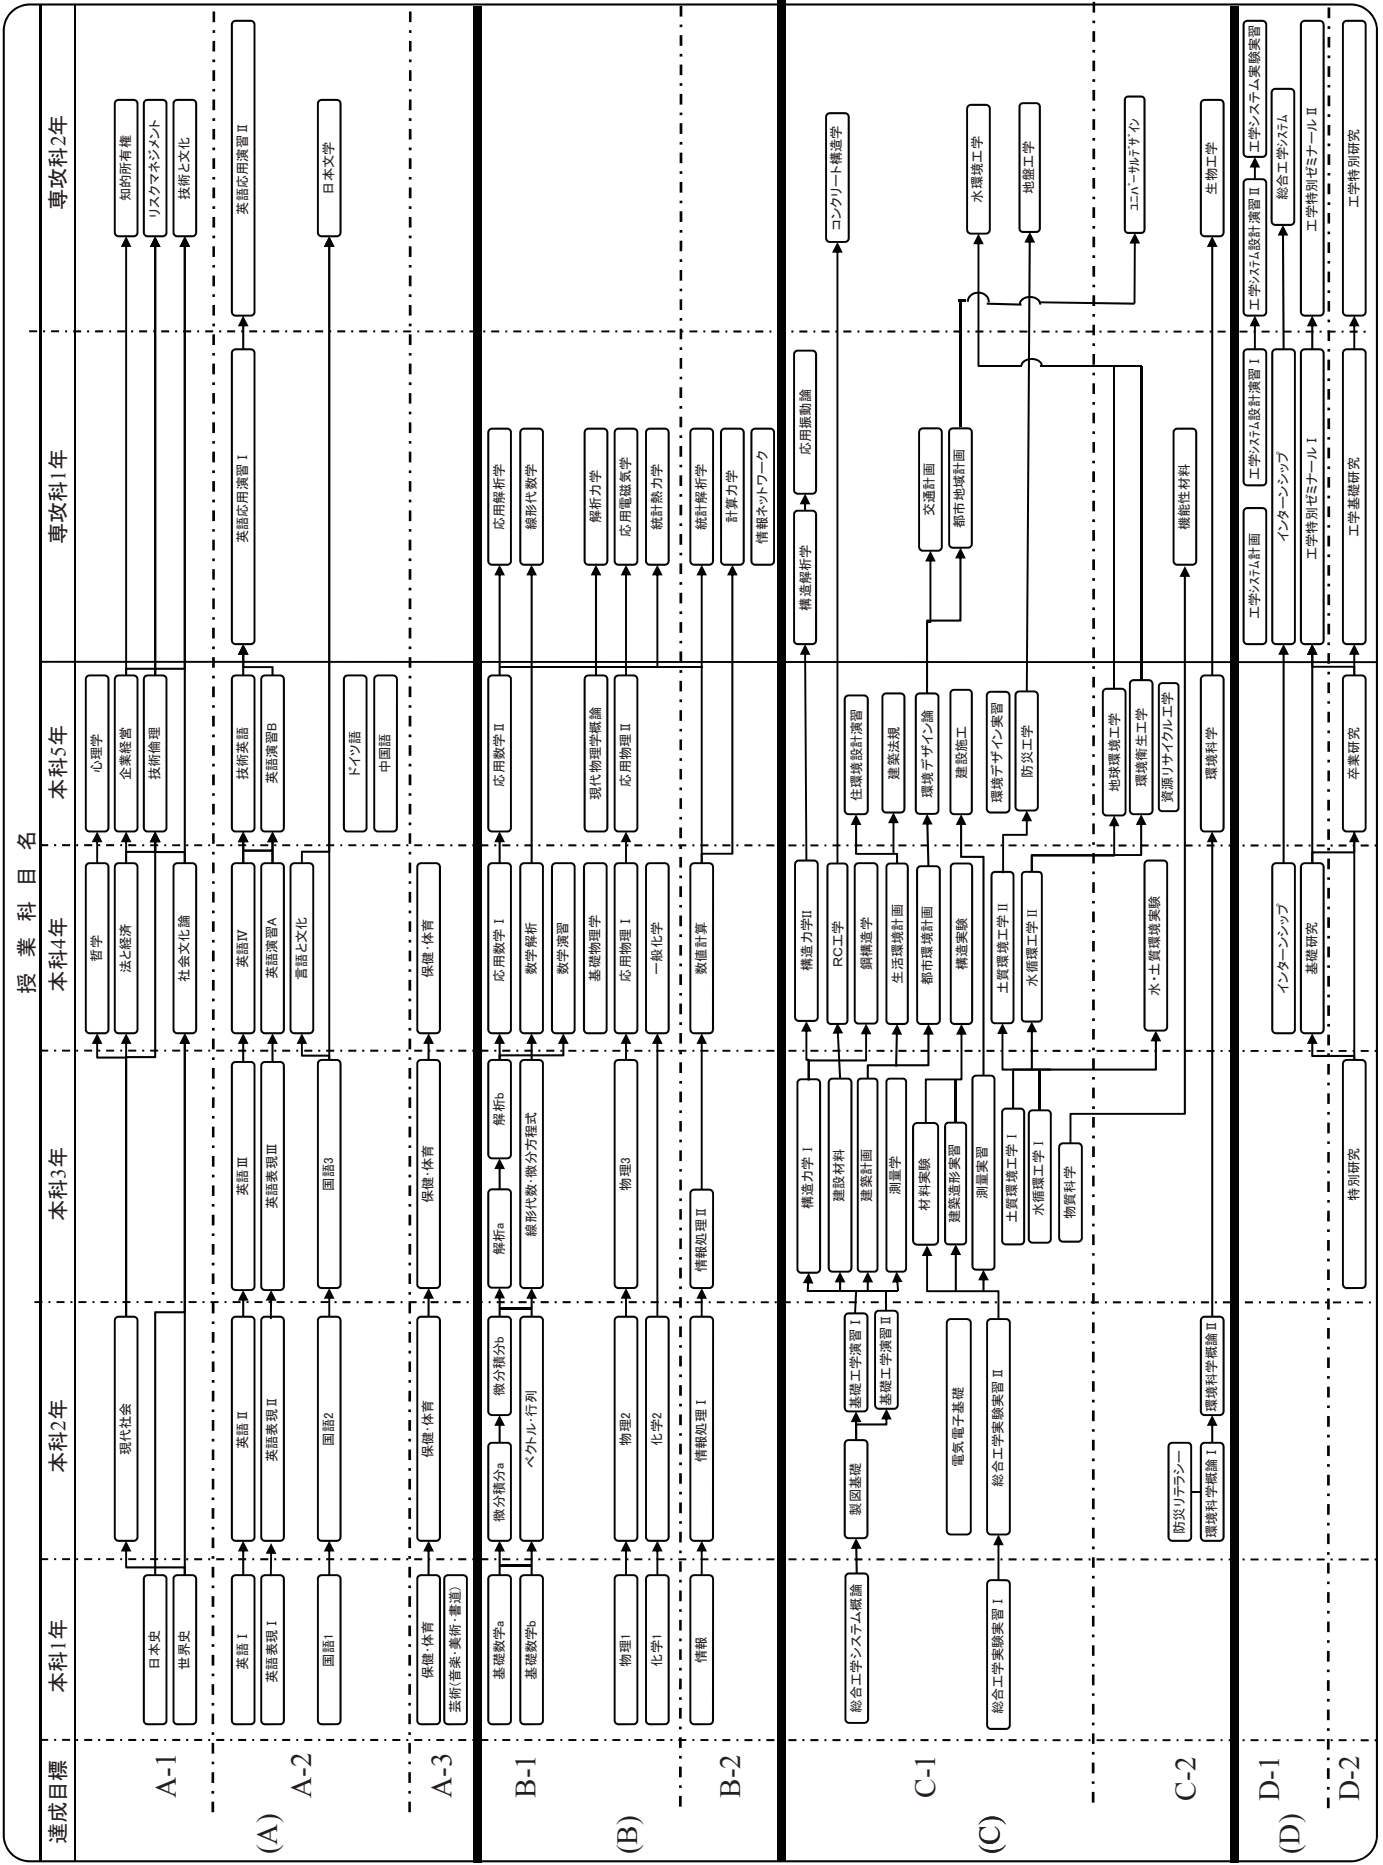 授業科目名
達成目標
本科1年
本科2年
本科3年
本科4年
本科5年
専攻科1年
専攻科2年
(A)
A-1
心理学
哲学
現代社会
法と経済
企業経営
知的所有権
日本史
技術倫理
リスクマネジメント
世界史
社会文化論
技術と文化
A-2
英語Ⅰ
英語Ⅱ
英語Ⅲ
英語Ⅳ
技術英語
英語応用演習Ⅰ
英語応用演習Ⅱ
英語表現Ⅰ
英語表現Ⅱ
英語表現Ⅲ
英語演習A
英語演習B
言語と文化
国語1
国語2
国語3
日本文学
ドイツ語
中国語
A-3
保健・体育
保健・体育
保健・体育
保健・体育
芸術(音楽・美術・書道)
(B)
B-1
基礎数学a
微分積分a
微分積分b
解析a
解析b
応用数学Ⅰ
応用数学Ⅱ
応用解析学
基礎数学b
ベクトル・行列
線形代数・微分方程式
数学解析
線形代数学
数学演習
基礎物理学
現代物理学概論
解析力学
物理1
物理2
物理3
応用物理Ⅰ
応用物理Ⅱ
応用電磁気学
化学1
化学2
一般化学
統計熱力学
B-2
情報
情報処理Ⅰ
情報処理Ⅱ
数値計算
統計解析学
計算力学
情報ネットワーク
(C)
C-1
構造力学Ⅰ
構造力学II
構造解析学
応用振動論
建設材料
RC工学
コンクリート構造学
総合工学システム概論
製図基礎
基礎工学演習Ⅰ
建築計画
鋼構造学
住環境設計演習
基礎工学演習Ⅱ
測量学
生活環境計画
建築法規
材料実験
都市環境計画
環境デザイン論
交通計画
電気電子基礎
建築造形実習
構造実験
建設施工
都市地域計画
総合工学実験実習Ⅰ
総合工学実験実習Ⅱ
測量実習
環境デザイン実習
水環境工学
土質環境工学Ⅰ
土質環境工学Ⅱ
防災工学
地盤工学
水循環工学Ⅰ
水循環工学Ⅱ
物質科学
C-2
地球環境工学
環境衛生工学
ユニバーサルデザイン
水・土質環境実験
資源リサイクル工学
防災リテラシー
機能性材料
環境科学概論Ⅰ
環境科学概論Ⅱ
環境科学
生物工学
(D)
D-1
工学システム計画
工学システム設計演習Ⅰ
工学システム設計演習Ⅱ
工学システム実験実習
インターンシップ
インターンシップ
総合工学システム
基礎研究
工学特別ゼミナールⅠ
工学特別ゼミナールⅡ
D-2
特別研究
卒業研究
工学基礎研究
工学特別研究